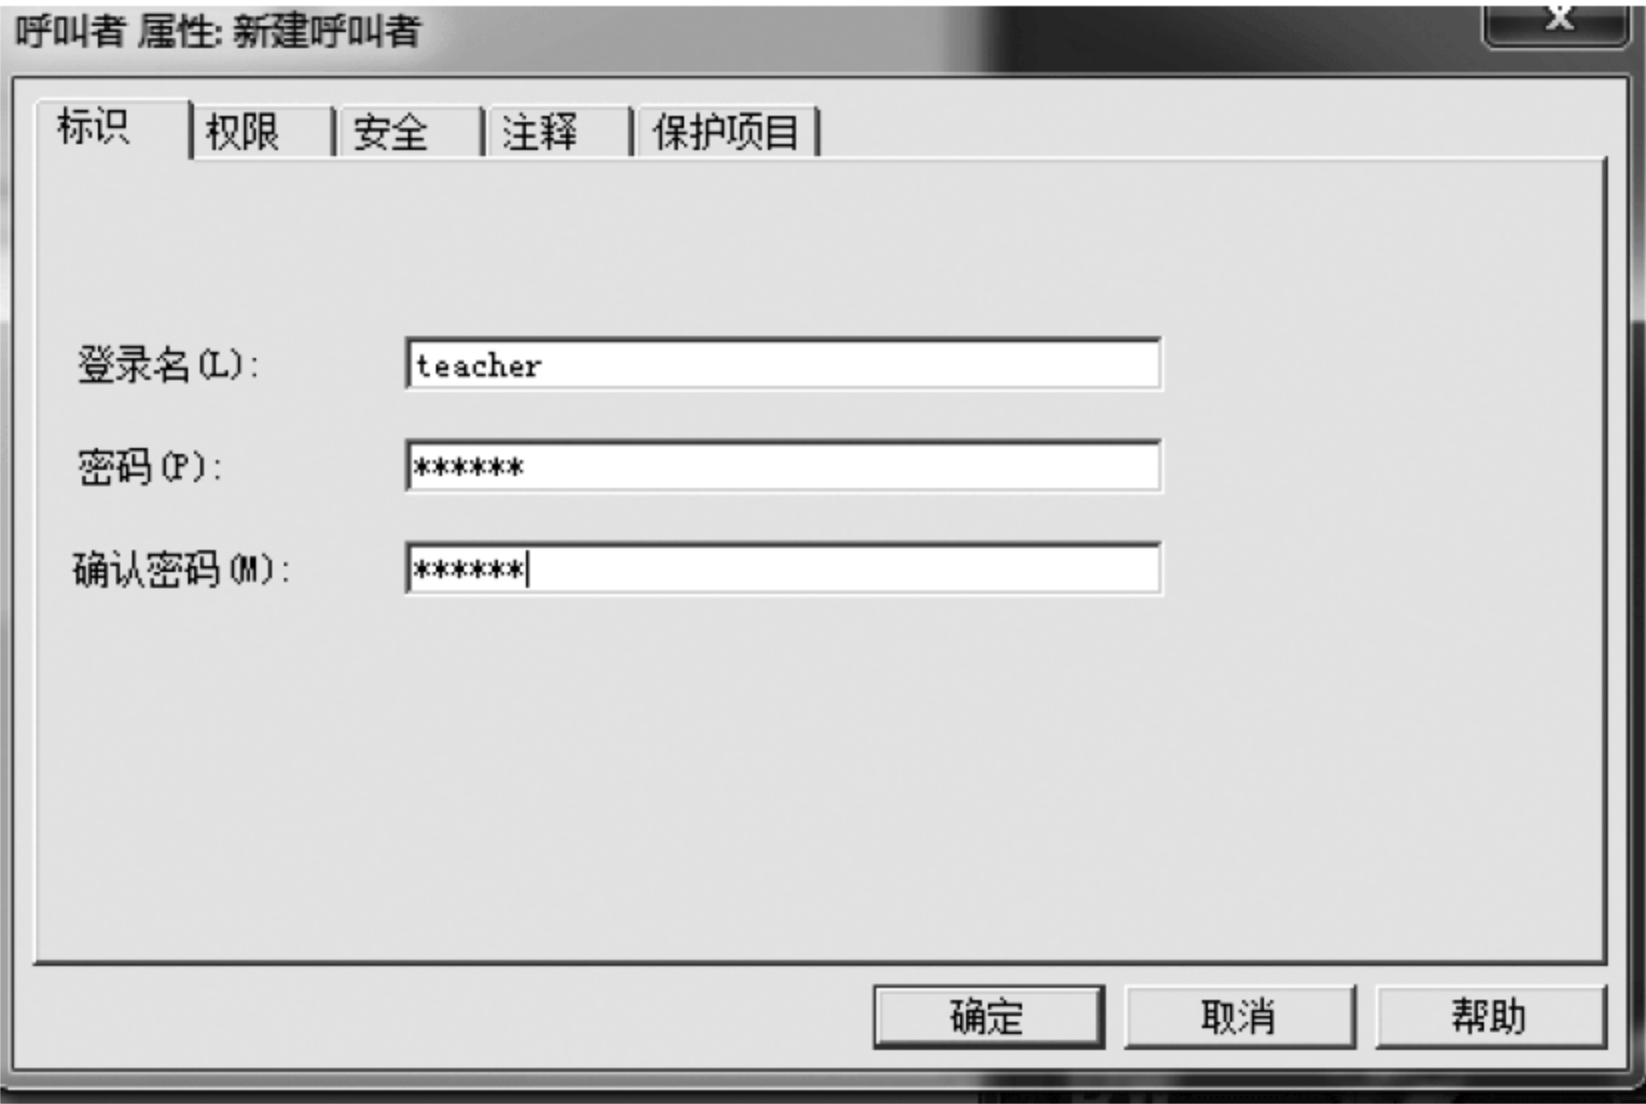 呼叫者 属性: 新建呼叫者
X
标识 权限 安全 注释 保护项目
登录名(L): teacher
密码(P): ******
确认密码(M): ******
确定 取消 帮助